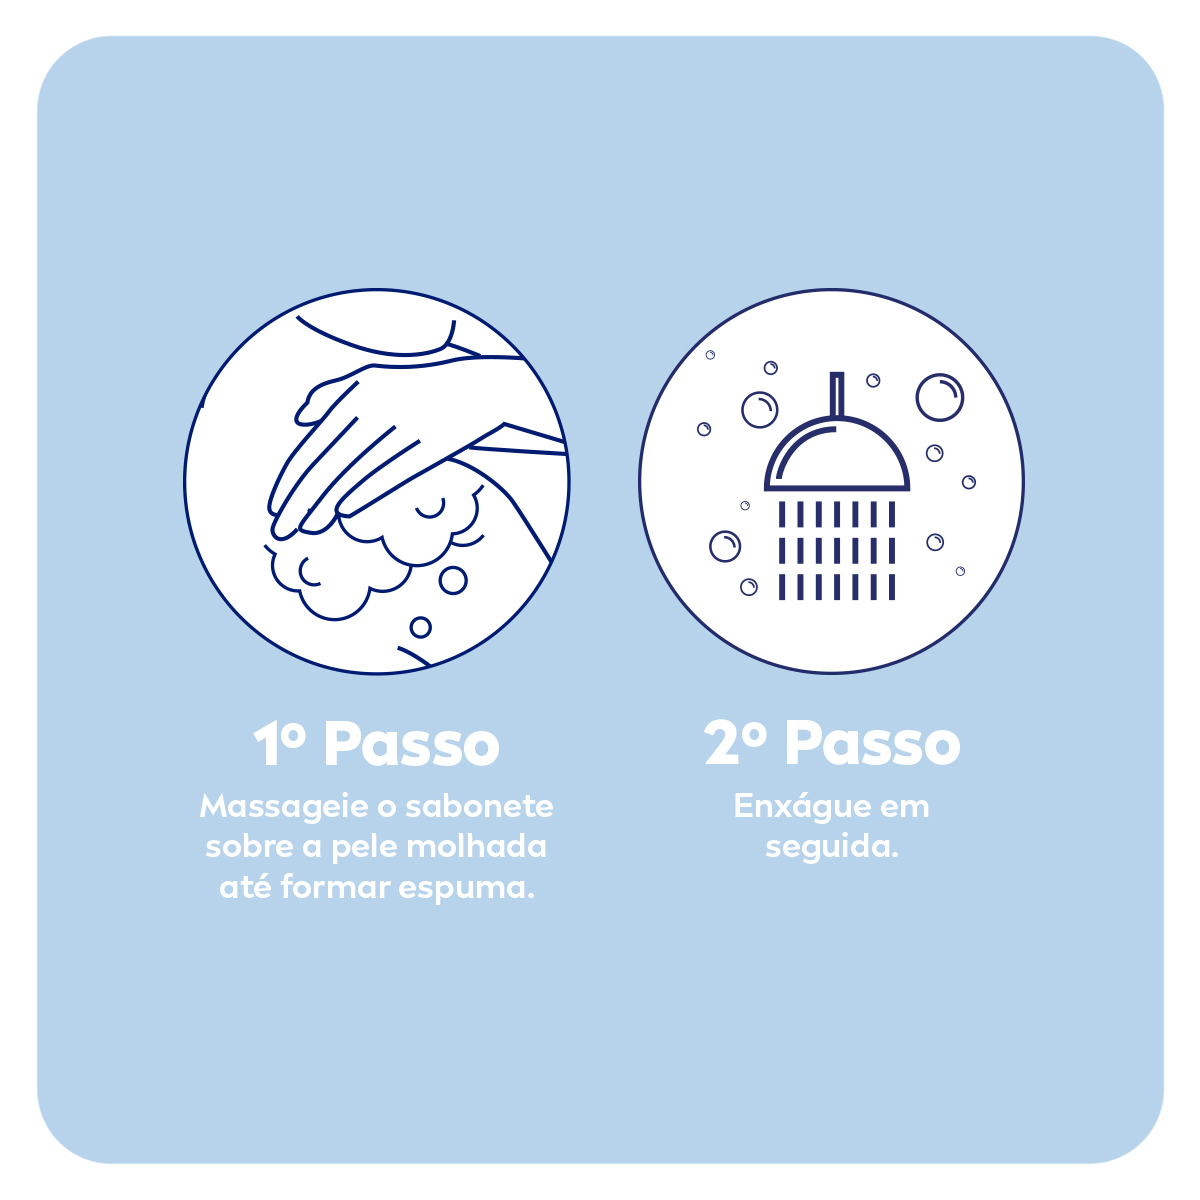 1º Passo
Massageie o sabonete
sobre a pele molhada
até formar espuma.
2º Passo
Enxágue em
seguida.